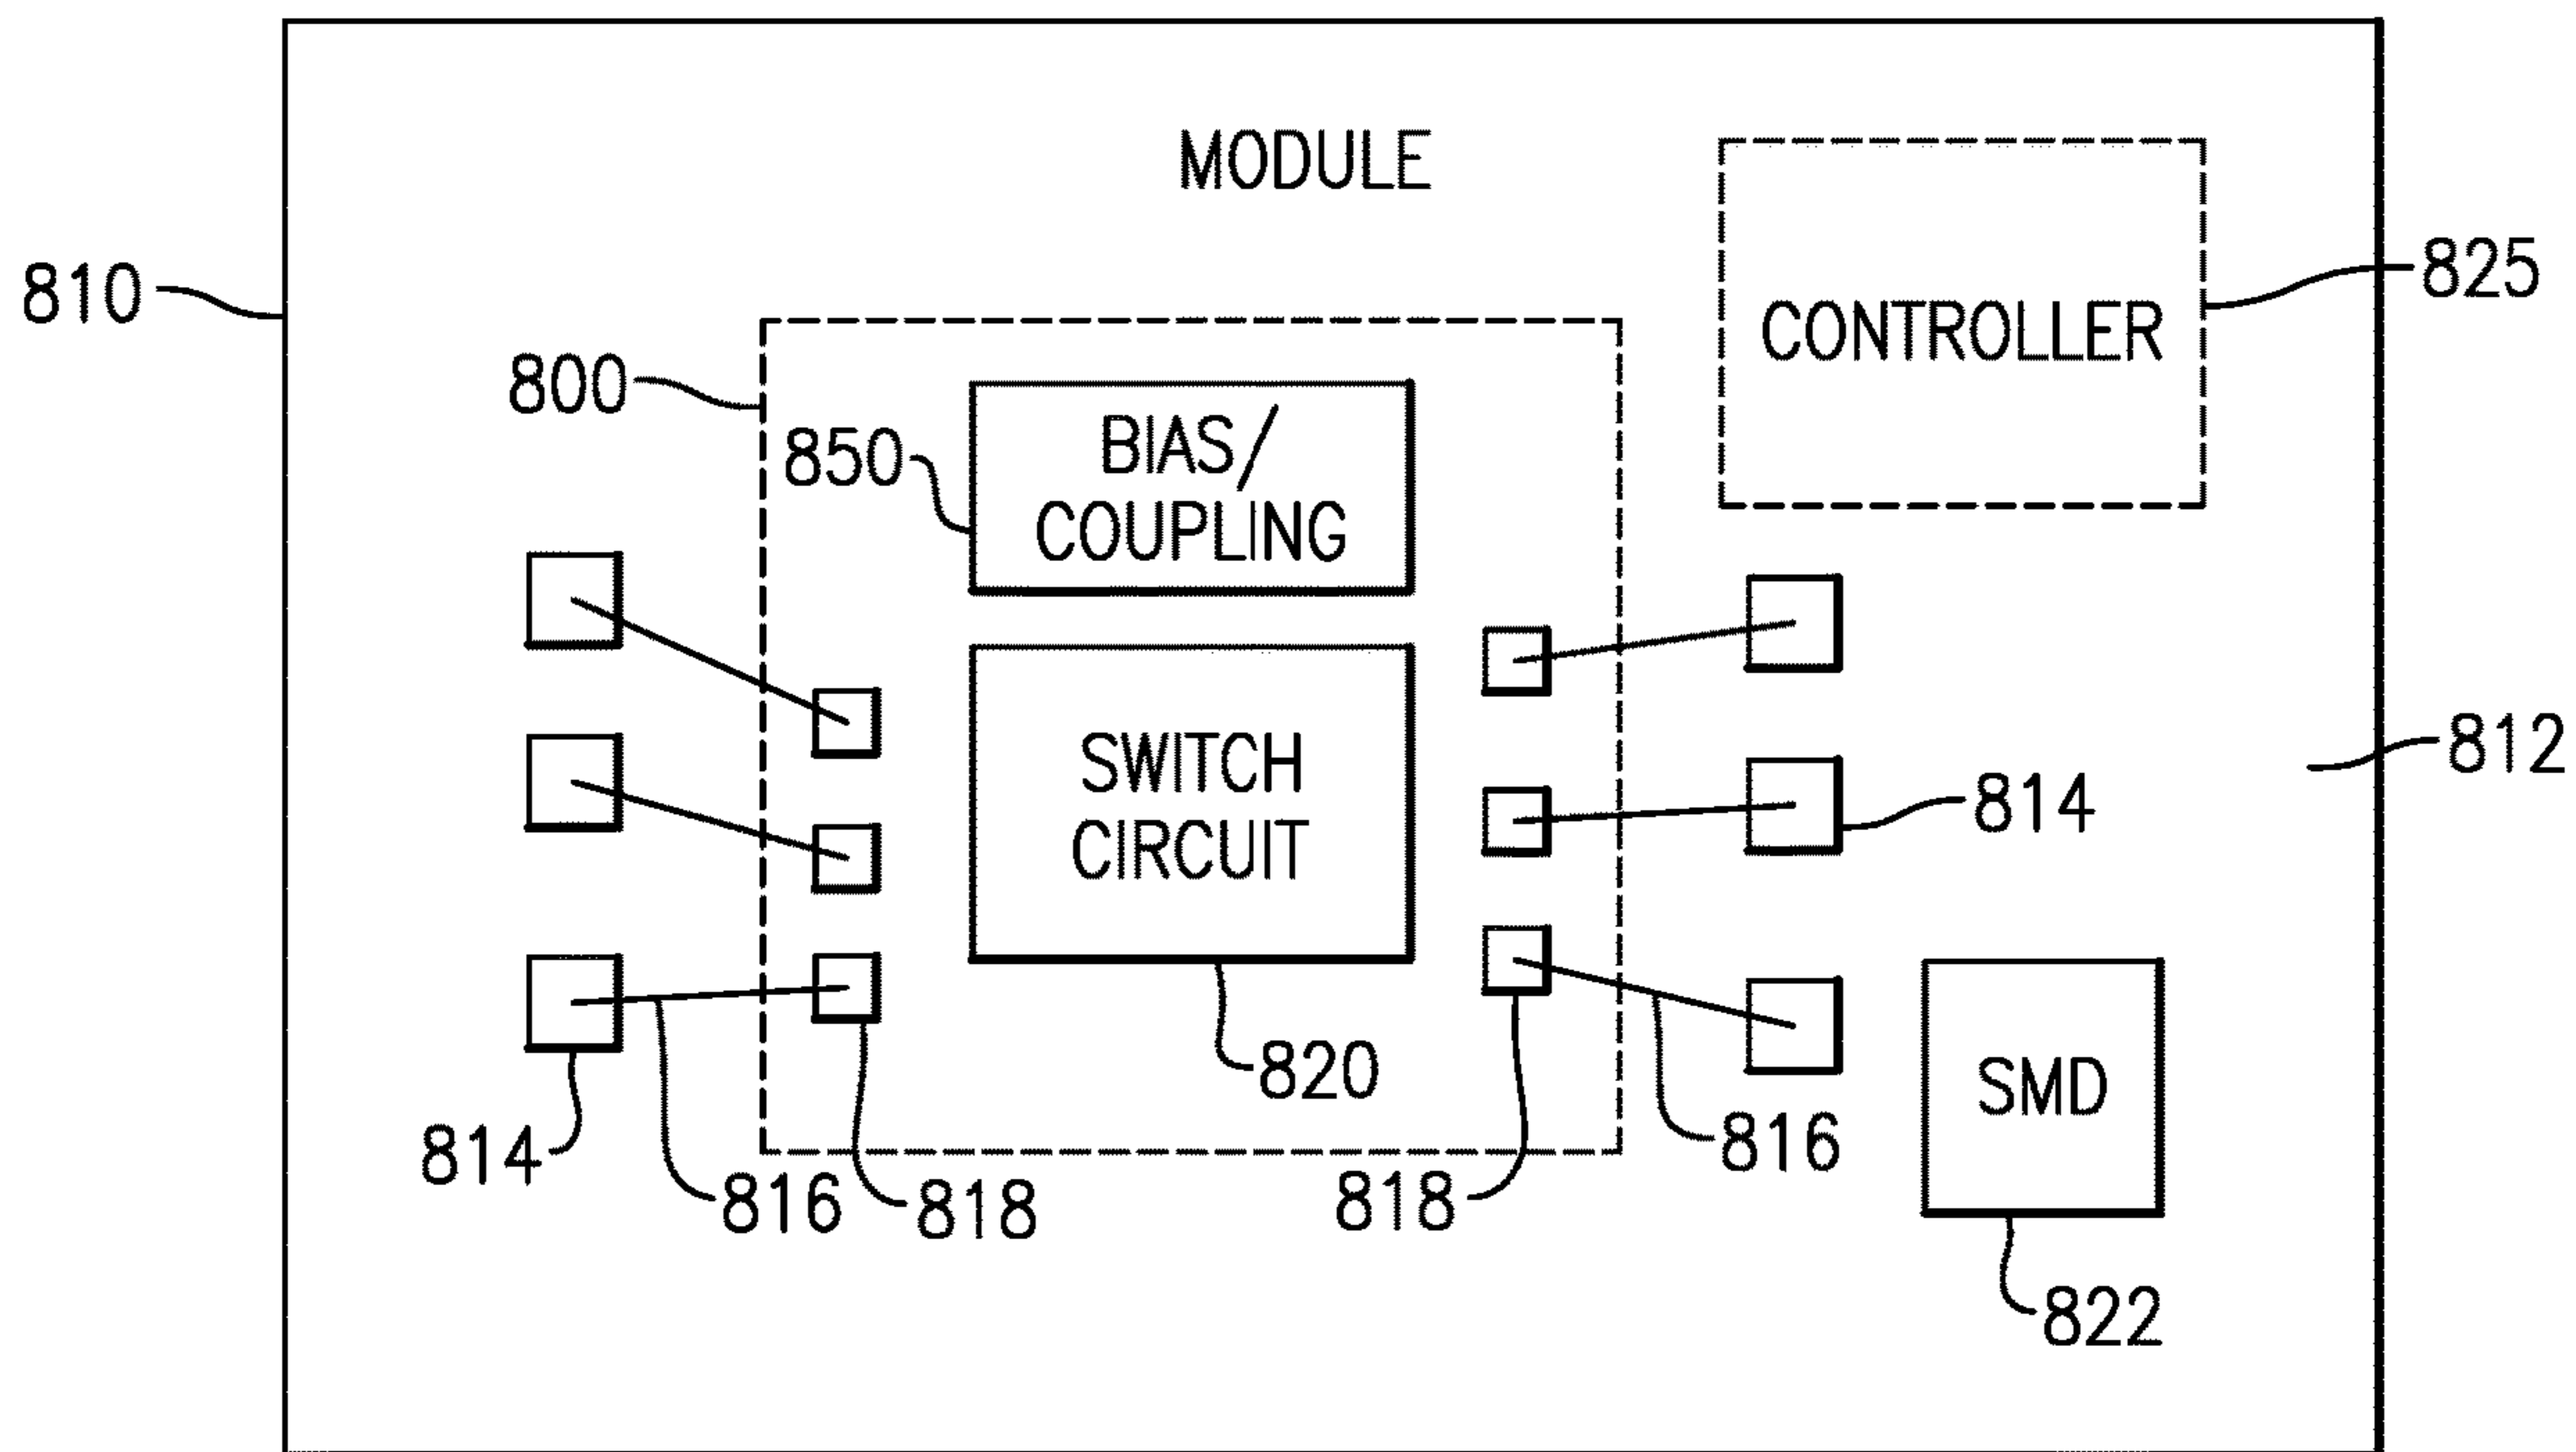 MODULE
810
825
CONTROLLER
800
850
BIAS/
COUPLING
812
814
SWITCH
CIRCUIT
820
SMD
814
816
816
818
818
822